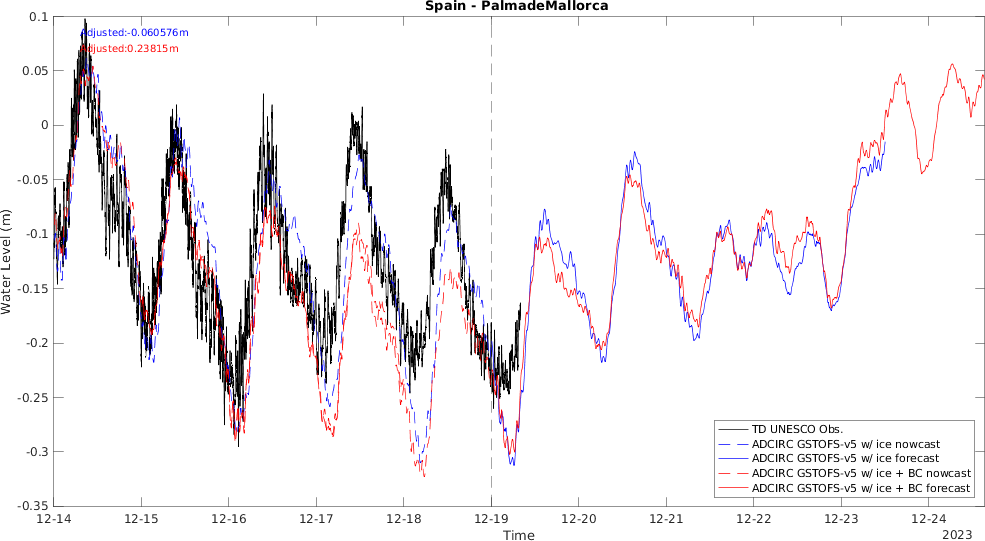 Spain - PalmadeMallorca
Adjusted:-0.060576m
Adjusted:0.23815m
0.1
0.05
0
-0.05
-0.1
-0.15
-0.2
-0.25
-0.3
-0.35
Water Level (m)
TD UNESCO Obs.
ADCIRC GSTOFS-v5 w/ ice nowcast
ADCIRC GSTOFS-v5 w/ ice forecast
ADCIRC GSTOFS-v5 w/ ice + BC nowcast
ADCIRC GSTOFS-v5 w/ ice + BC forecast
12-14 12-15 12-16 12-17 12-18 12-19 12-20 12-21 12-22 12-23 12-24
Time
2023